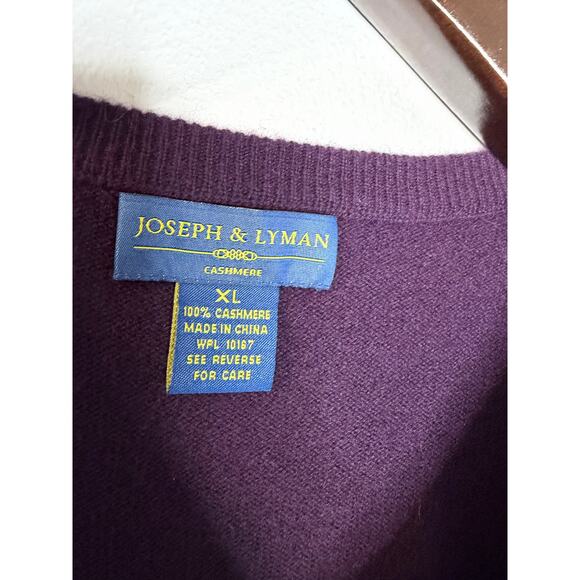 JOSEPH & LYMAN
CASHMERE
XL
100% CASHMERE
MADE IN CHINA
WPL 10167
SEE REVERSE
FOR CARE